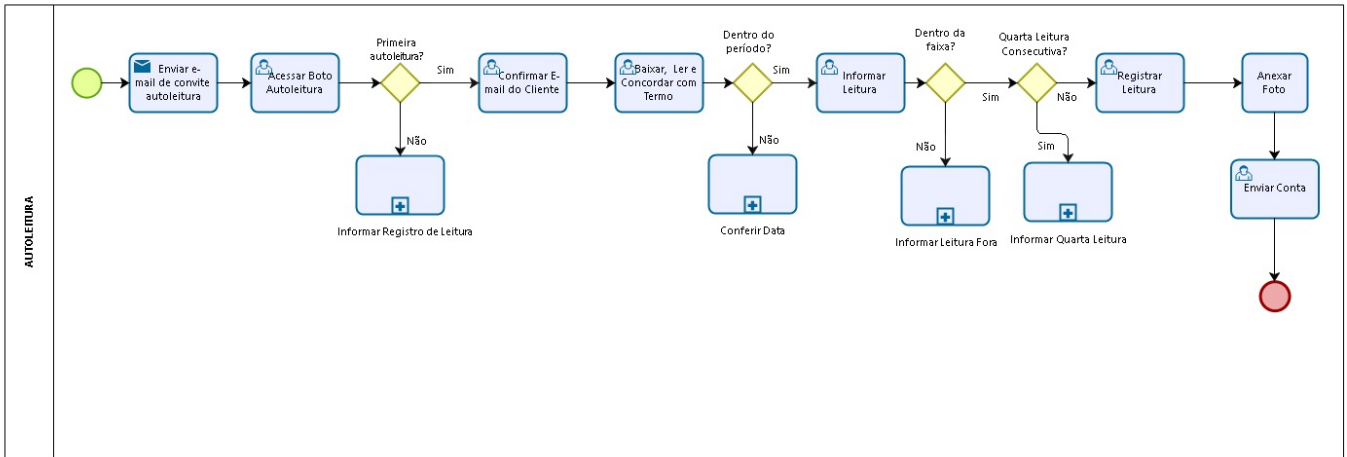 AUTOLEITURA
Enviar e-
mail de convite
autoleitura
Acessar Boto
Autoleitura
Primeira
autoleitura?
Sim
Não
Informar Registro de Leitura
Confirmar E-
mail do Cliente
Baixar, Ler e
Concordar com
Termo
Dentro do
período?
Sim
Não
Conferir Data
Informar
Leitura
Dentro da
faixa?
Sim
Não
Informar Leitura Fora
Quarta Leitura
Consecutiva?
Não
Sim
Informar Quarta Leitura
Registrar
Leitura
Anexar
Foto
Enviar Conta